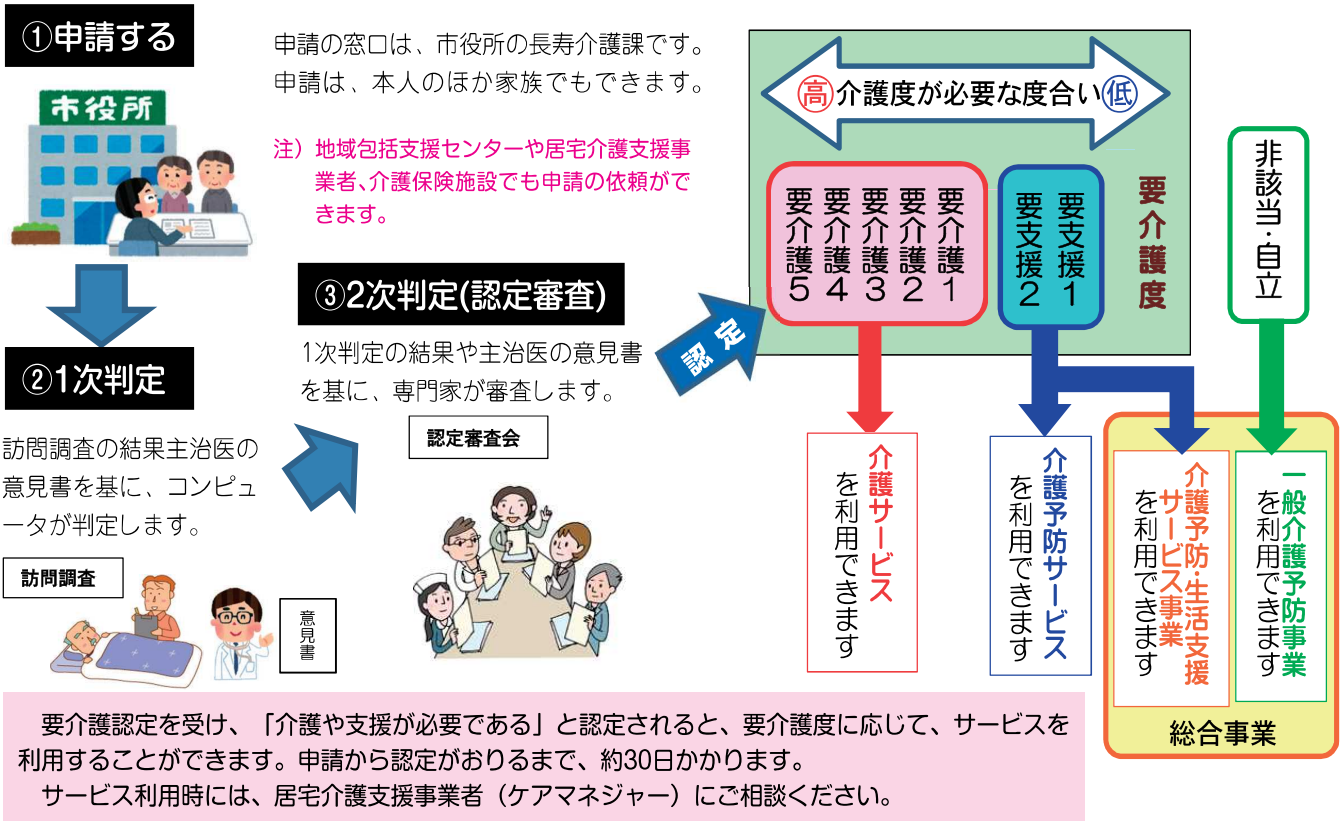 ①申請する
市役所
申請の窓口は、市役所の長寿介護課です。
申請は、本人のほか家族でもできます。
注）地域包括支援センターや居宅介護支援事
業者、介護保険施設でも申請の依頼がで
きます。
②1次判定
訪問調査の結果主治医の
意見書を基に、コンピュ
ータが判定します。
訪問調査
意見書
③2次判定(認定審査)
1次判定の結果や主治医の意見書
を基に、専門家が審査します。
認定審査会
認定
高介護度が必要な度合い低
要介護度
要支援1
要支援2
要介護1
要介護2
要介護3
要介護4
要介護5
非該当・自立
介護サービス
を利用できます
介護予防サービス
を利用できます
介護予防・生活支援
サービス事業
を利用できます
一般介護予防事業
を利用できます
総合事業
要介護認定を受け、「介護や支援が必要である」と認定されると、要介護度に応じて、サービスを
利用することができます。申請から認定がおりるまで、約30日かかります。
サービス利用時には、居宅介護支援事業者（ケアマネジャー）にご相談ください。